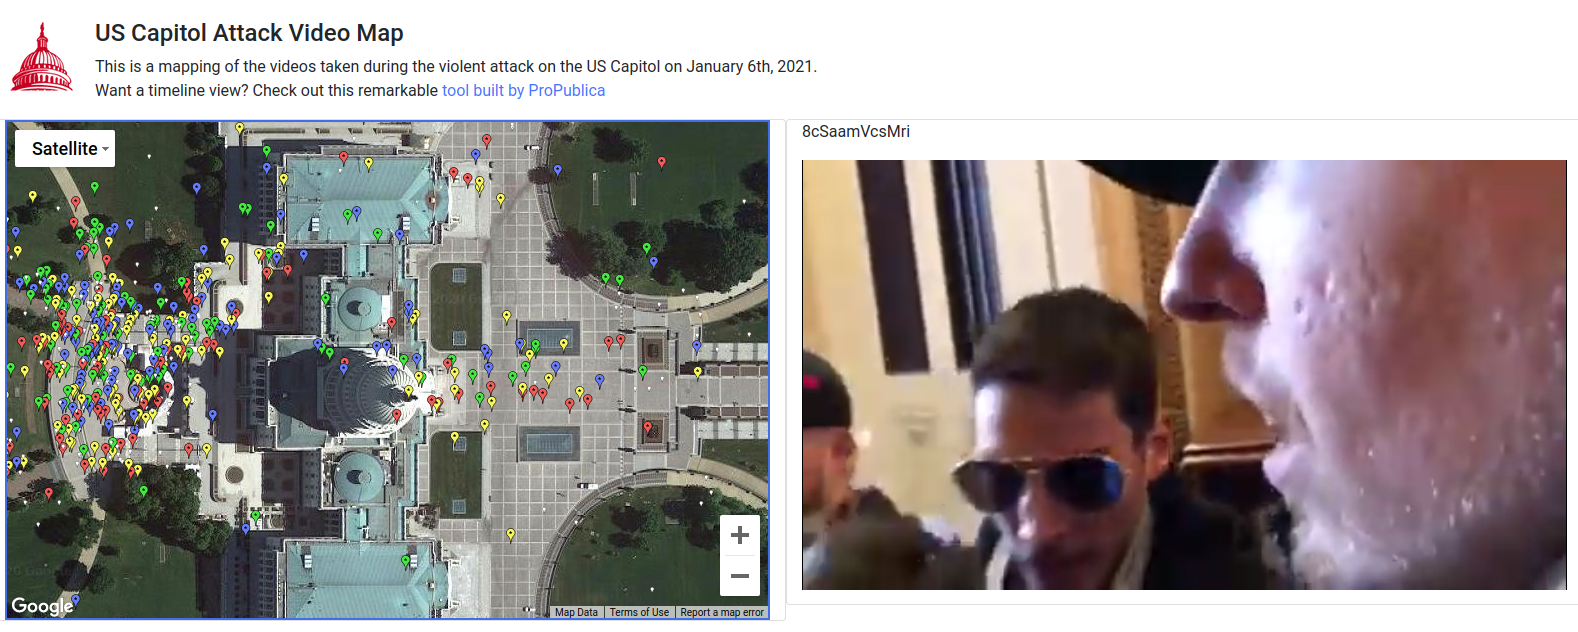 US Capitol Attack Video Map
This is a mapping of the videos taken during the violent attack on the US Capitol on January 6th, 2021.
Want a timeline view? Check out this remarkable tool built by ProPublica
Satellite
8cSaamVcsMri
+
−
Google
Map Data
Terms of Use
Report a map error